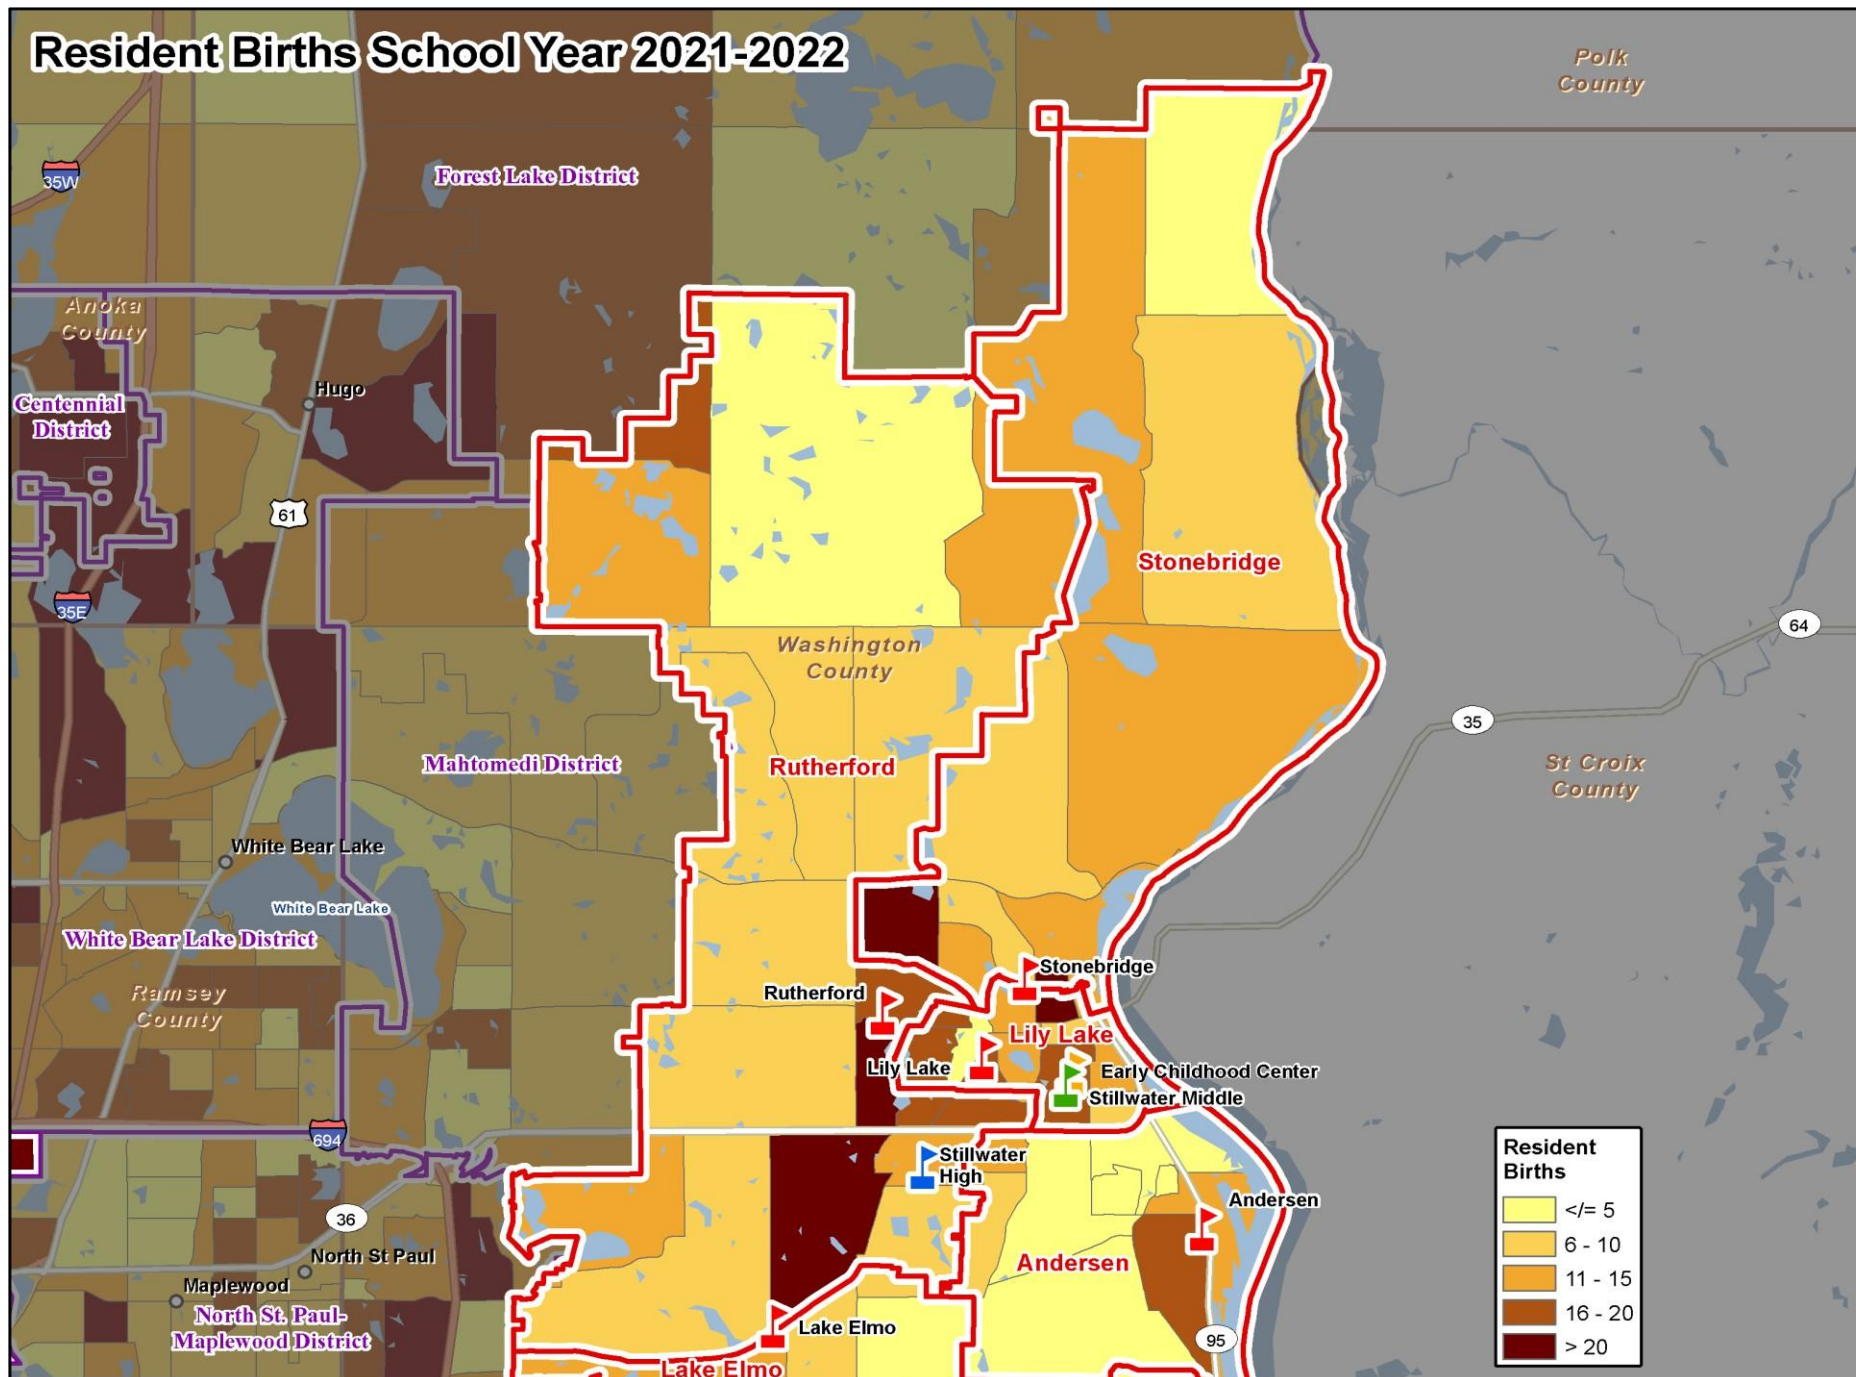 Resident Births School Year 2021-2022
Polk
County
35W
Forest Lake District
Anoka
County
Hugo
Centennial
District
61
35E
Stonebridge
Washington
County
64
35
Mahtomedi District
Rutherford
St Croix
County
White Bear Lake
White Bear Lake
White Bear Lake District
Stonebridge
Ramsey
County
Rutherford
Lily Lake
Lily Lake
Early Childhood Center
Stillwater Middle
694
Stillwater
High
Andersen
36
North St Paul
Andersen
Maplewood
North St. Paul-
Maplewood District
Lake Elmo
95
Lake Elmo
Resident
Births
</= 5
6 - 10
11 - 15
16 - 20
> 20